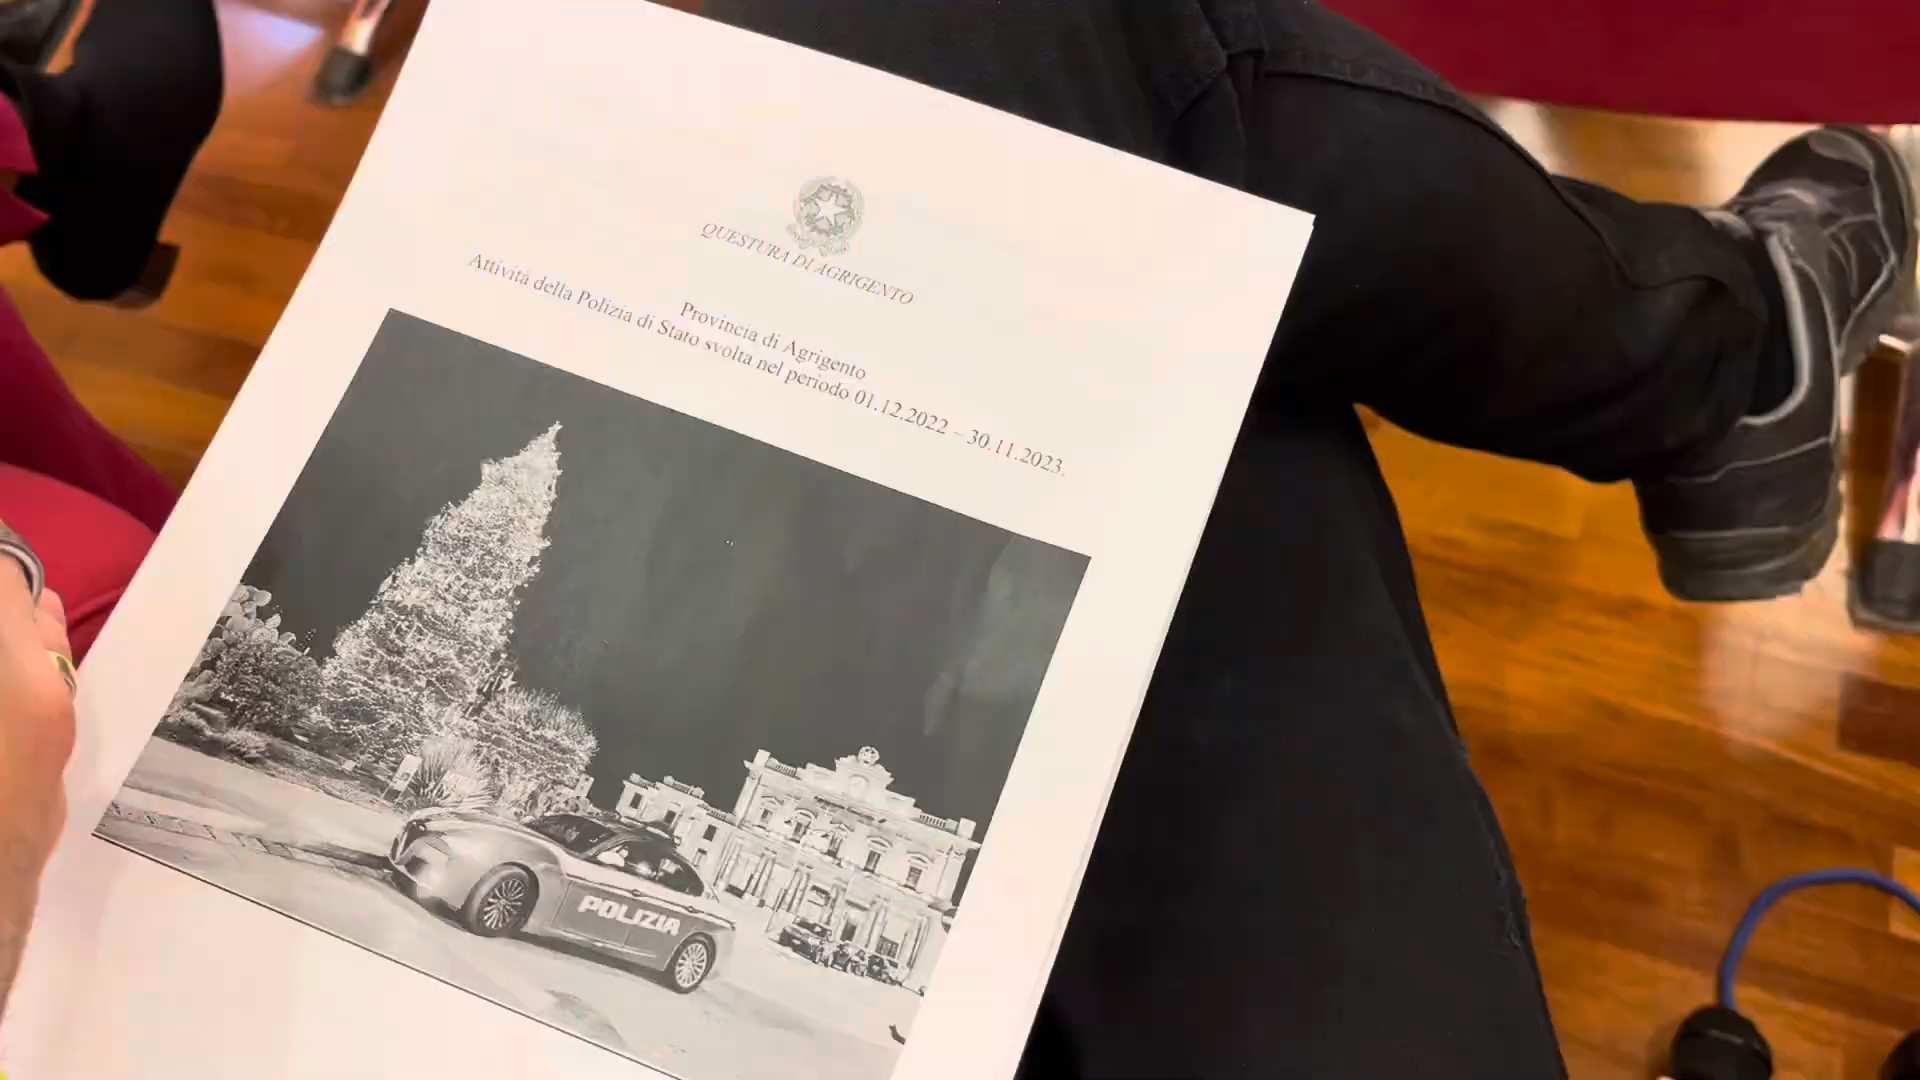 QUESTURA DI AGRIGENTO
Provincia di Agrigento
Attività della Polizia di Stato svolta nel periodo 01.12.2022 – 30.11.2023.
POLIZIA